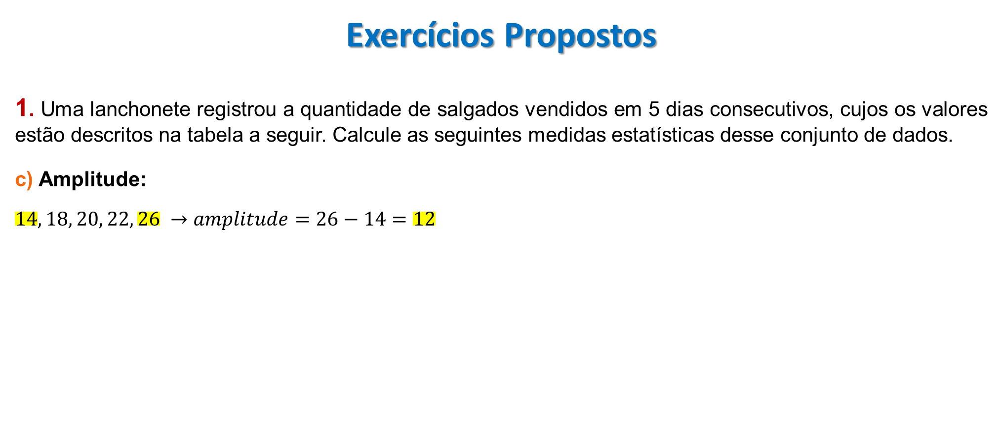 Exercícios Propostos
1. Uma lanchonete registrou a quantidade de salgados vendidos em 5 dias consecutivos, cujos os valores
estão descritos na tabela a seguir. Calcule as seguintes medidas estatísticas desse conjunto de dados.
c) Amplitude:
14, 18, 20, 22, 26 → amplitude = 26 − 14 = 12